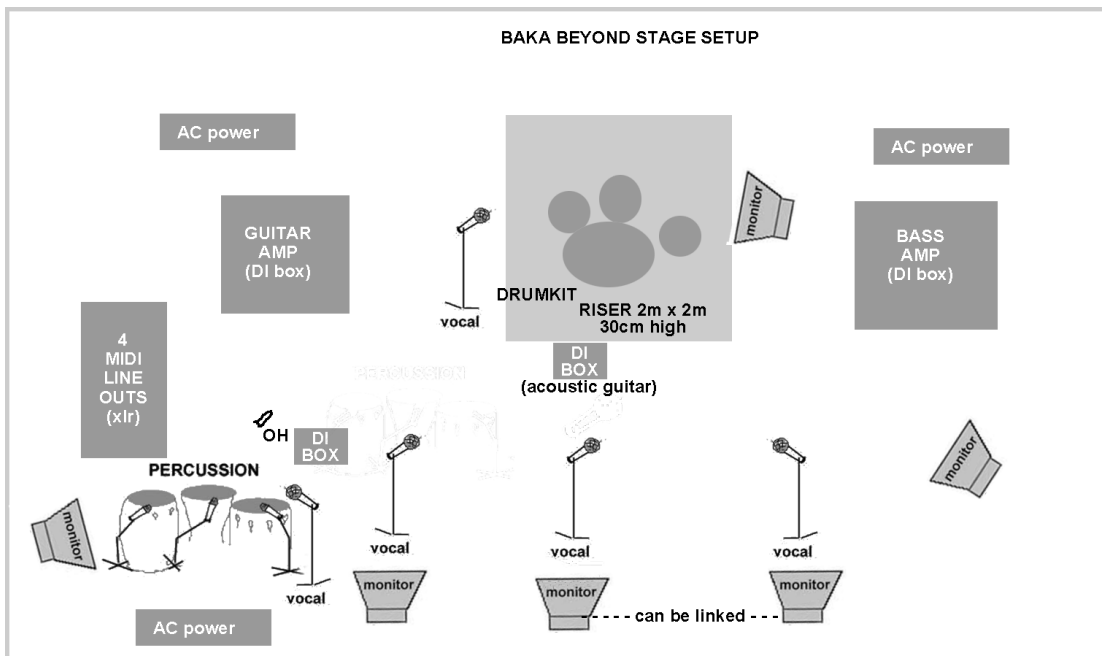 BAKA BEYOND STAGE SETUP
AC power
AC power
monitor
GUITAR
AMP
(DI box)
BASS
AMP
(DI box)
DRUMKIT
RISER 2m x 2m
30cm high
vocal
4
MIDI
LINE
OUTS
(xlr)
DI
BOX
(acoustic guitar)
PERCUSSION
OH
DI
BOX
PERCUSSION
monitor
monitor
vocal
vocal
vocal
vocal
monitor
monitor
monitor
- - - - can be linked - - - -
AC power